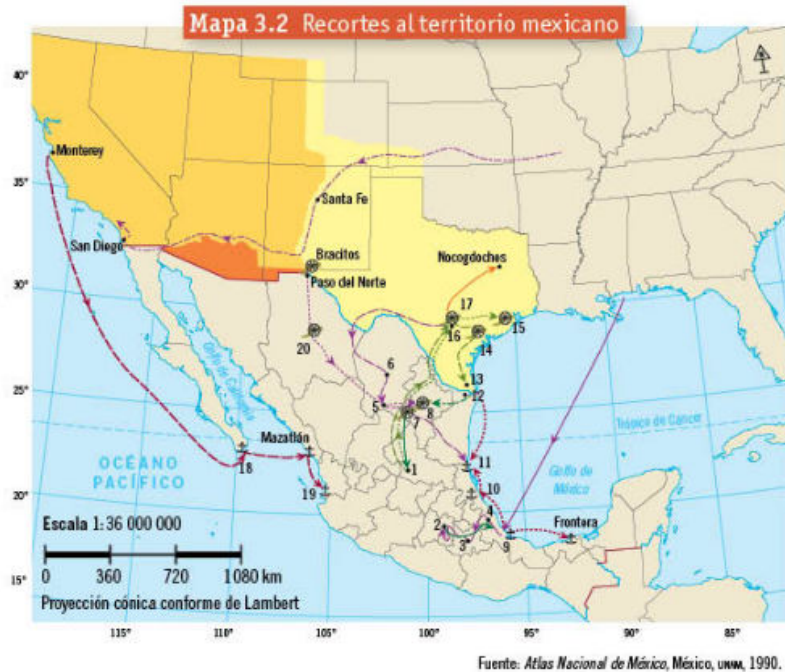 Mapa 3.2 Recortes al territorio mexicano
40°
35°
30°
25°
20°
15°
Monterey
Santa Fe
San Diego
Bracitos
Paso del Norte
Nocogdoches
17
16
15
14
20
6
13
12
5
7
8
Golfo de California
Mazatlán
18
19
11
1
10
Trópico de Cáncer
Golfo de
México
OCÉANO
PACÍFICO
2
4
3
9
Frontera
Escala 1:36 000 000
0 360 720 1080 km
Proyección cónica conforme de Lambert
115° 110° 105° 100° 95° 90° 85°
Fuente: Atlas Nacional de México, México, UNAM, 1990.